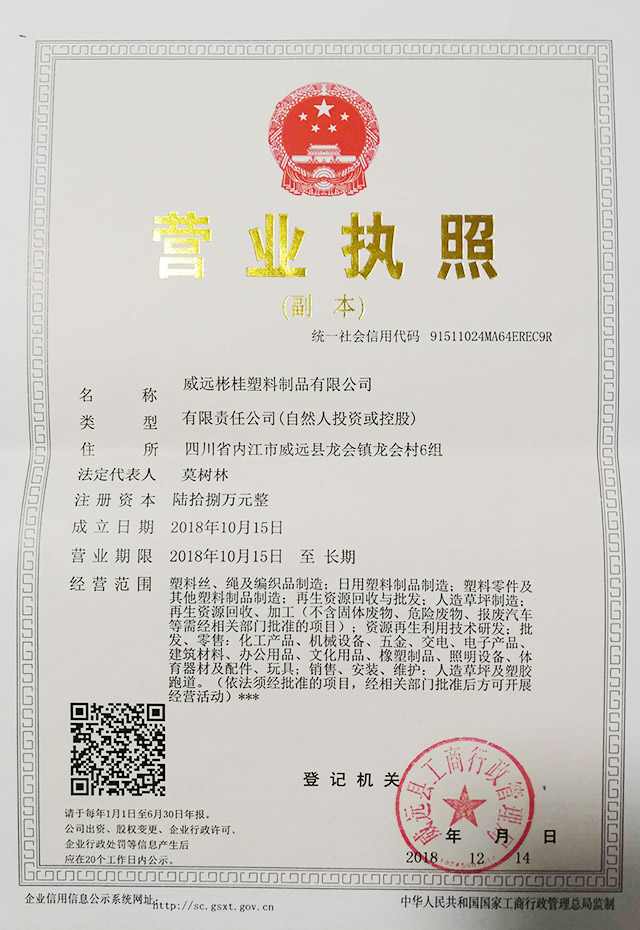 营业执照
(副 本)
统一社会信用代码 91511024MA64EREC9R
名 称 威远彬桂塑料制品有限公司
类 型 有限责任公司(自然人投资或控股)
住 所 四川省内江市威远县龙会镇龙会村6组
法定代表人 莫树林
注册资本 陆拾捌万元整
成立日期 2018年10月15日
营业期限 2018年10月15日 至 长期
经营范围 塑料丝、绳及编织品制造；日用塑料制品制造；塑料零件及
其他塑料制品制造；再生资源回收与批发；人造草坪制造；
再生资源回收、加工（不含固体废物、危险废物、报废汽车
等需经相关部门批准的项目）；资源再生利用技术研发；批
发、零售：化工产品、机械设备、五金、交电、电子产品、
建筑材料、办公用品、文化用品、橡塑制品、照明设备、体
育器材及配件、玩具；销售、安装、维护：人造草坪及塑胶
跑道。（依法须经批准的项目，经相关部门批准后方可开展
经营活动）***
登记机关
威远县工商行政管理局
年 月 日
2018 12 14
请于每年1月1日至6月30日年报。
公司出资、股权变更、企业行政许可、
企业行政处罚等信息产生后
应在20个工作日内公示。
企业信用信息公示系统网址:http://sc.gsxt.gov.cn
中华人民共和国国家工商行政管理总局监制